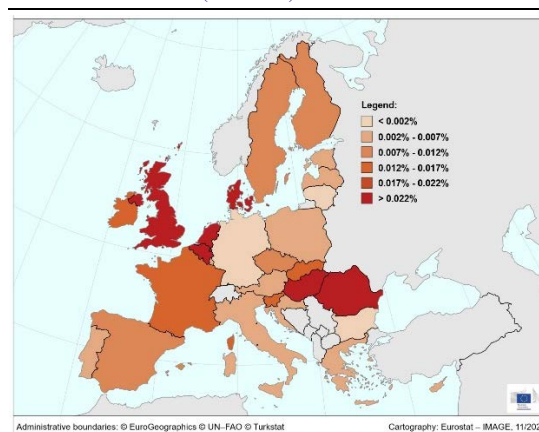 Legend:
< 0.002%
0.002% - 0.007%
0.007% - 0.012%
0.012% - 0.017%
0.017% - 0.022%
> 0.022%
Administrative boundaries: © EuroGeographics © UN–FAO © Turkstat
Cartography: Eurostat – IMAGE, 11/202